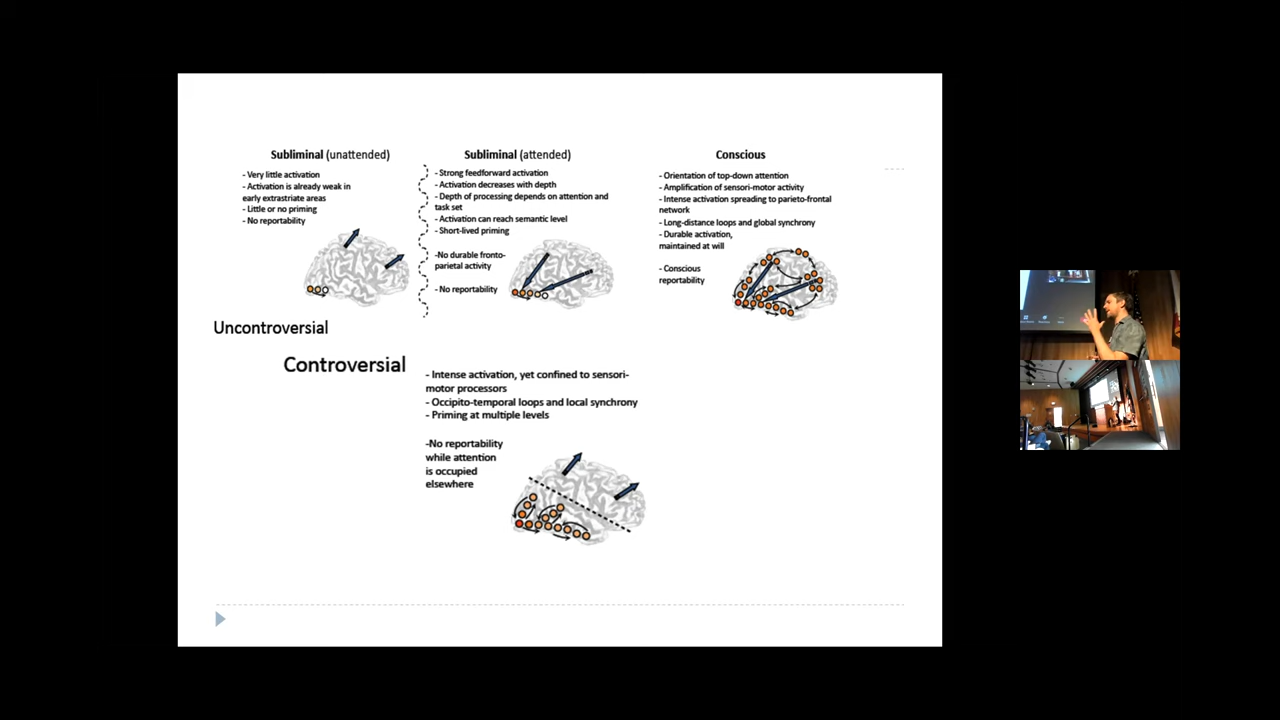 Subliminal (unattended)
- Very little activation
- Activation is already weak in
early extrastriate areas
- Little or no priming
- No reportability
Subliminal (attended)
- Strong feedforward activation
- Activation decreases with depth
- Depth of processing depends on attention and
task set
- Activation can reach semantic level
- Short-lived priming
-No durable fronto-
parietal activity
- No reportability
Conscious
- Orientation of top-down attention
- Amplification of sensori-motor activity
- Intense activation spreading to parieto-frontal
network
- Long-distance loops and global synchrony
- Durable activation,
maintained at will
- Conscious
reportability
Uncontroversial
Controversial
- Intense activation, yet confined to sensori-
motor processors
- Occipito-temporal loops and local synchrony
- Priming at multiple levels
-No reportability
while attention
is occupied
elsewhere